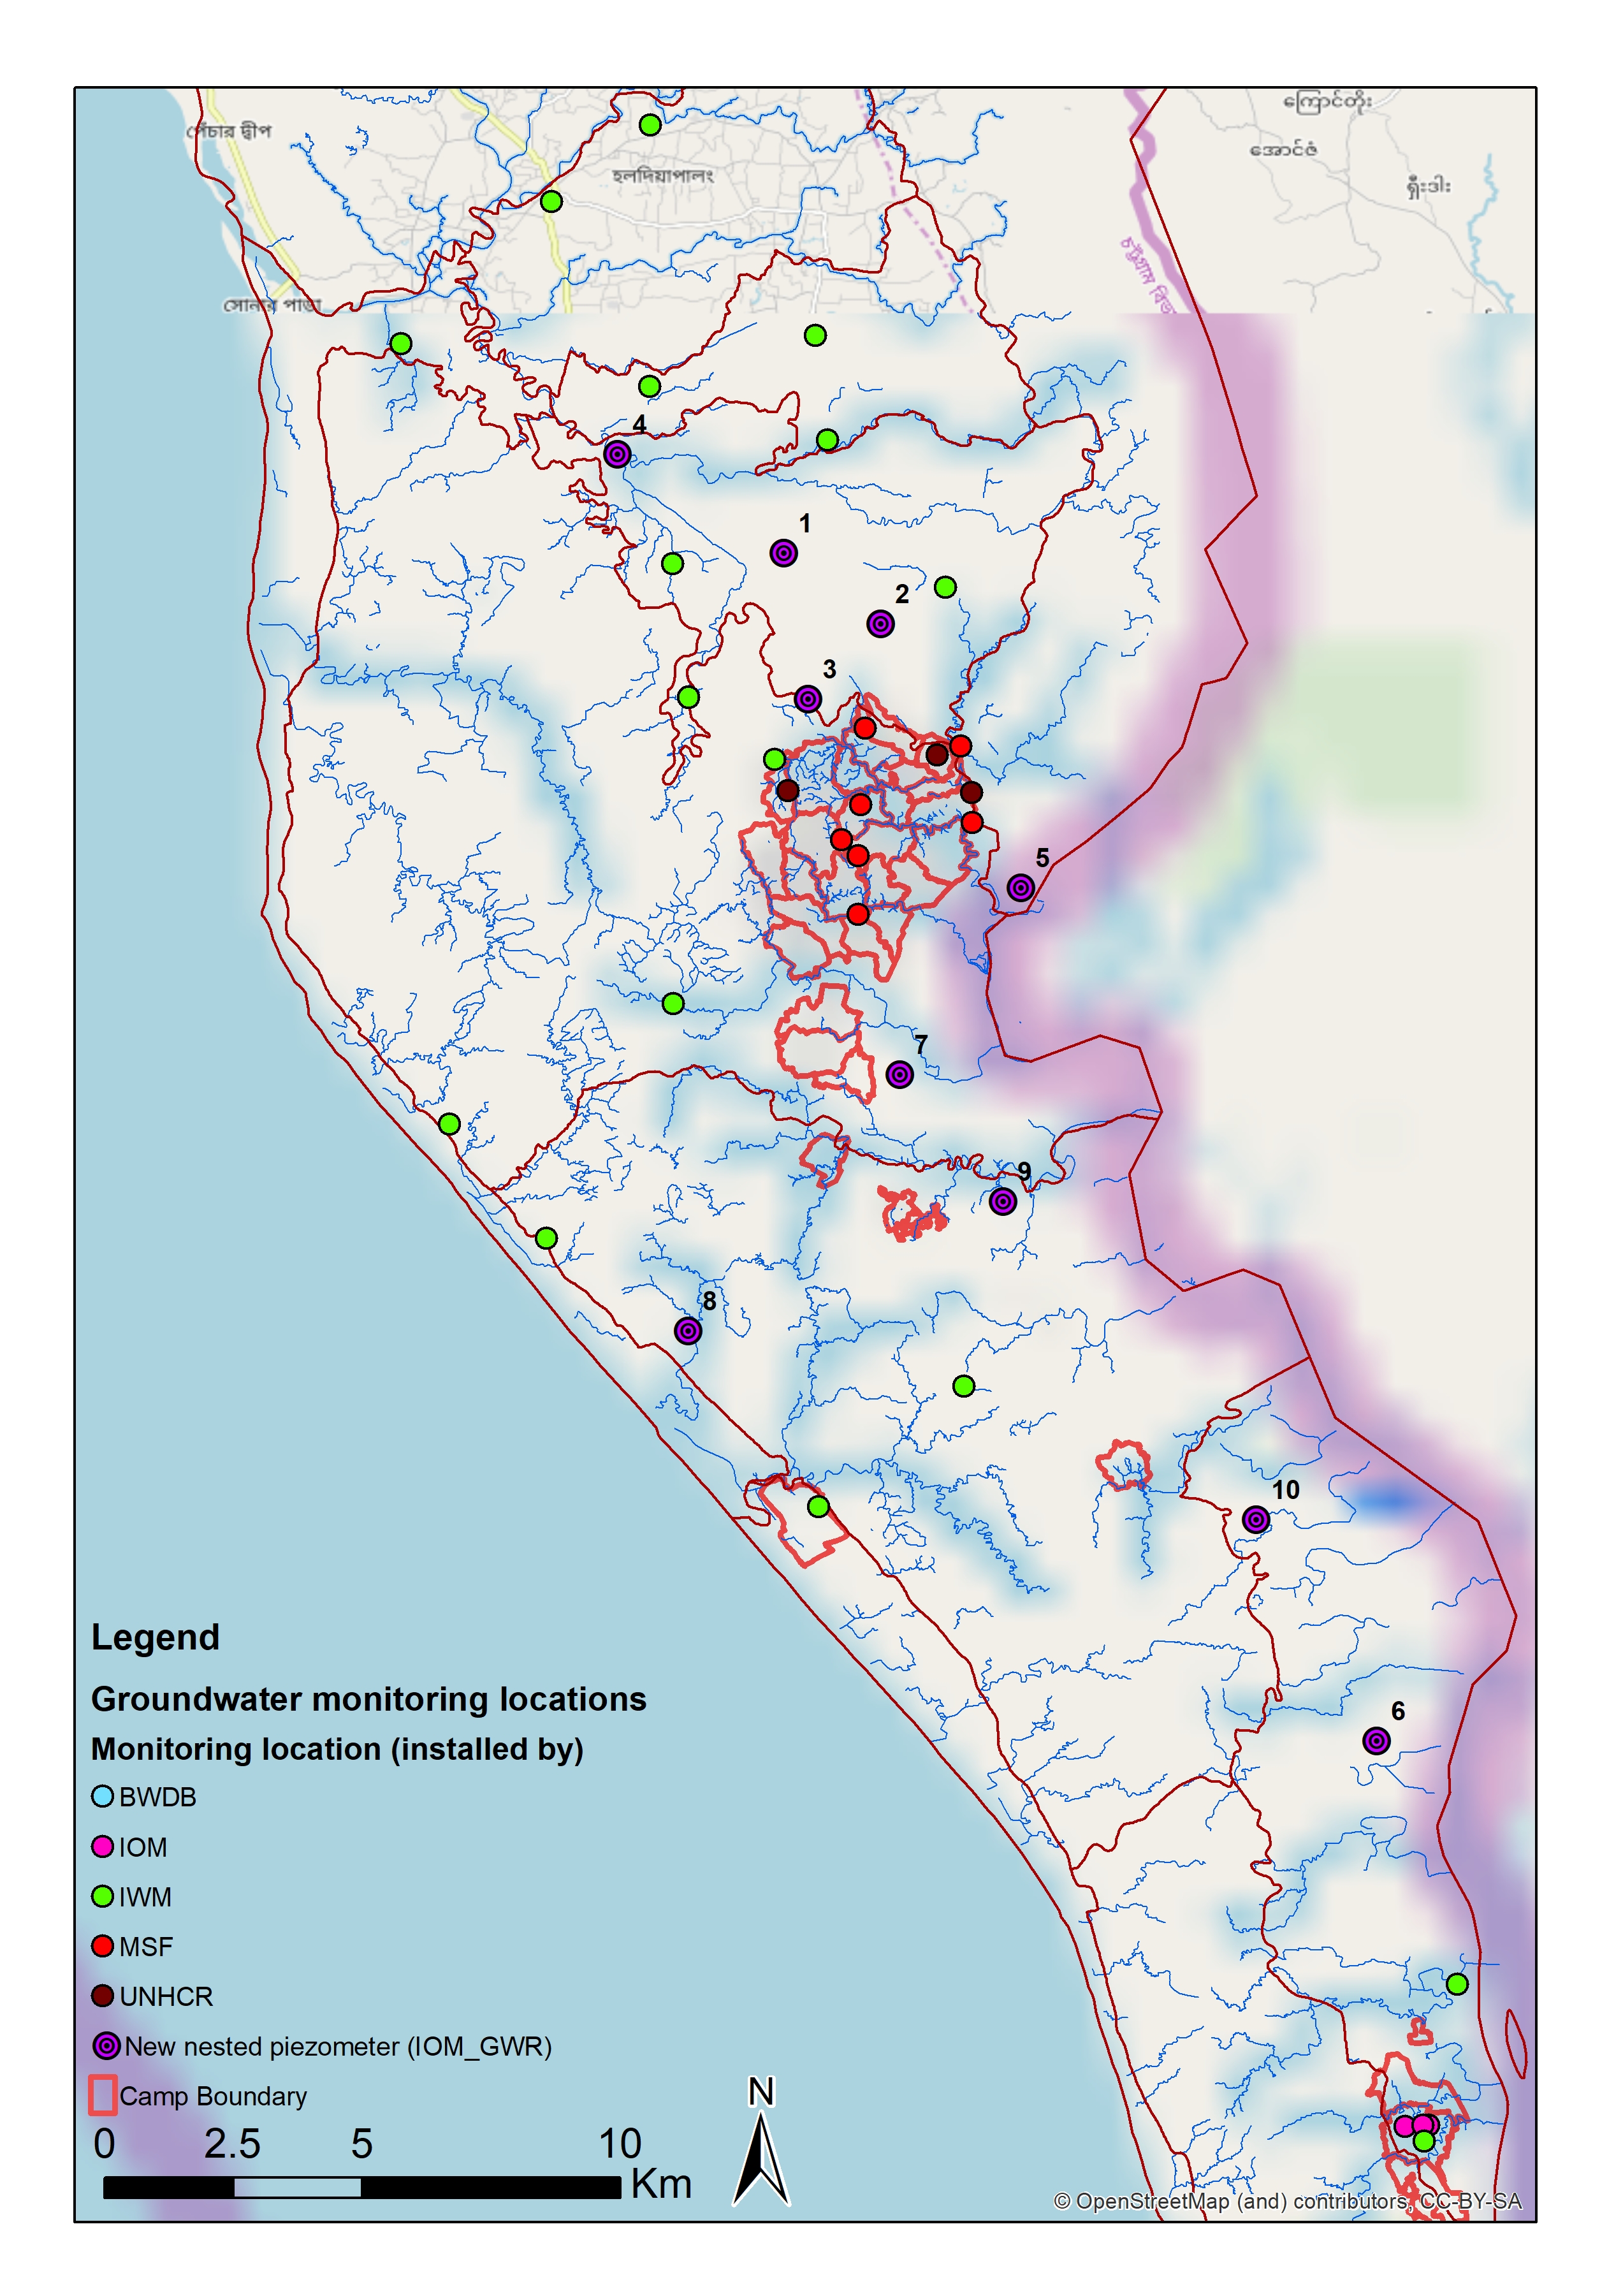 ကြောင်တိုး
পেঁচার দ্বীপ
အောင်ဇံ
হলদিয়াপালং
ရှီးဒါး
সোনার পাড়া
4
1
2
3
5
7
9
8
10
6
Legend
Groundwater monitoring locations
Monitoring location (installed by)
BWDB
IOM
IWM
MSF
UNHCR
New nested piezometer (IOM_GWR)
Camp Boundary
N
0 2.5 5 10
Km
© OpenStreetMap (and) contributors, CC-BY-SA